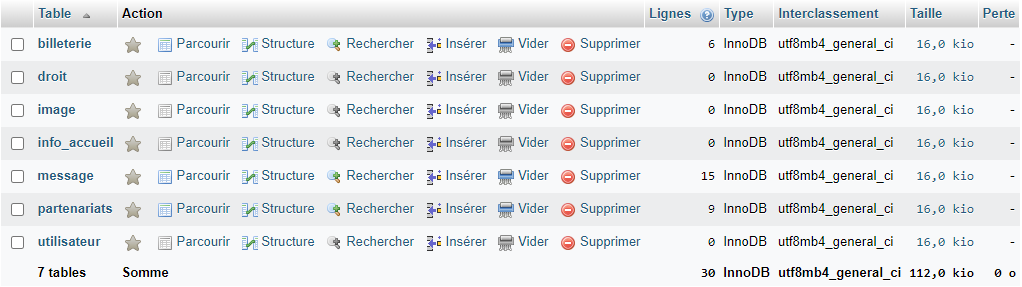 Table Action Lignes Type Interclassement Taille Perte
billeterie Parcourir Structure Rechercher Insérer Vider Supprimer 6 InnoDB utf8mb4_general_ci 16,0 kio -
droit Parcourir Structure Rechercher Insérer Vider Supprimer 0 InnoDB utf8mb4_general_ci 16,0 kio -
image Parcourir Structure Rechercher Insérer Vider Supprimer 0 InnoDB utf8mb4_general_ci 16,0 kio -
info_accueil Parcourir Structure Rechercher Insérer Vider Supprimer 0 InnoDB utf8mb4_general_ci 16,0 kio -
message Parcourir Structure Rechercher Insérer Vider Supprimer 15 InnoDB utf8mb4_general_ci 16,0 kio -
partenariats Parcourir Structure Rechercher Insérer Vider Supprimer 9 InnoDB utf8mb4_general_ci 16,0 kio -
utilisateur Parcourir Structure Rechercher Insérer Vider Supprimer 0 InnoDB utf8mb4_general_ci 16,0 kio -
7 tables Somme 30 InnoDB utf8mb4_general_ci 112,0 kio 0 o